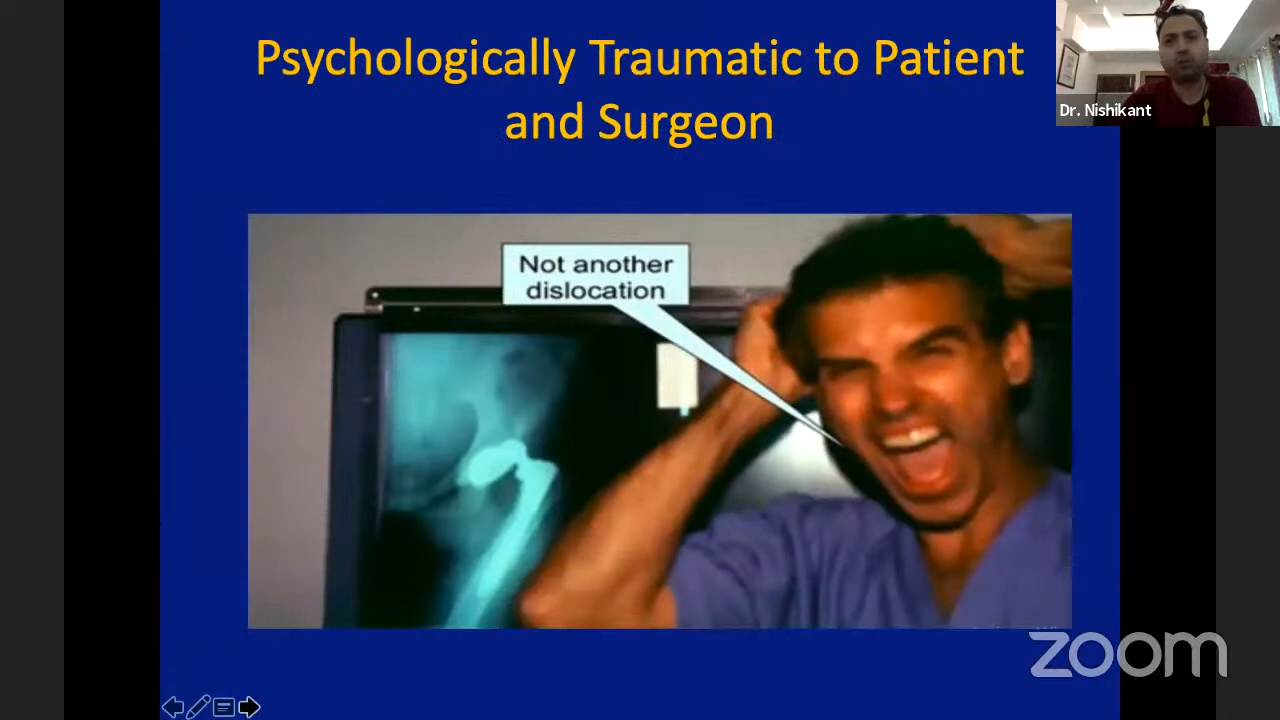 Psychologically Traumatic to Patient
and Surgeon
Dr. Nishikant
Not another
dislocation
zoom